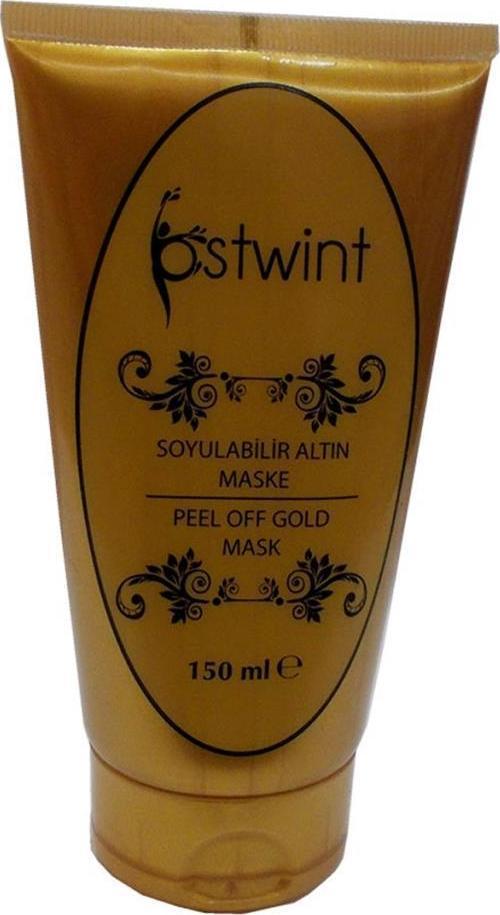 ostwint
SOYULABİLİR ALTIN
MASKE
PEEL OFF GOLD
MASK
150 ml ℮